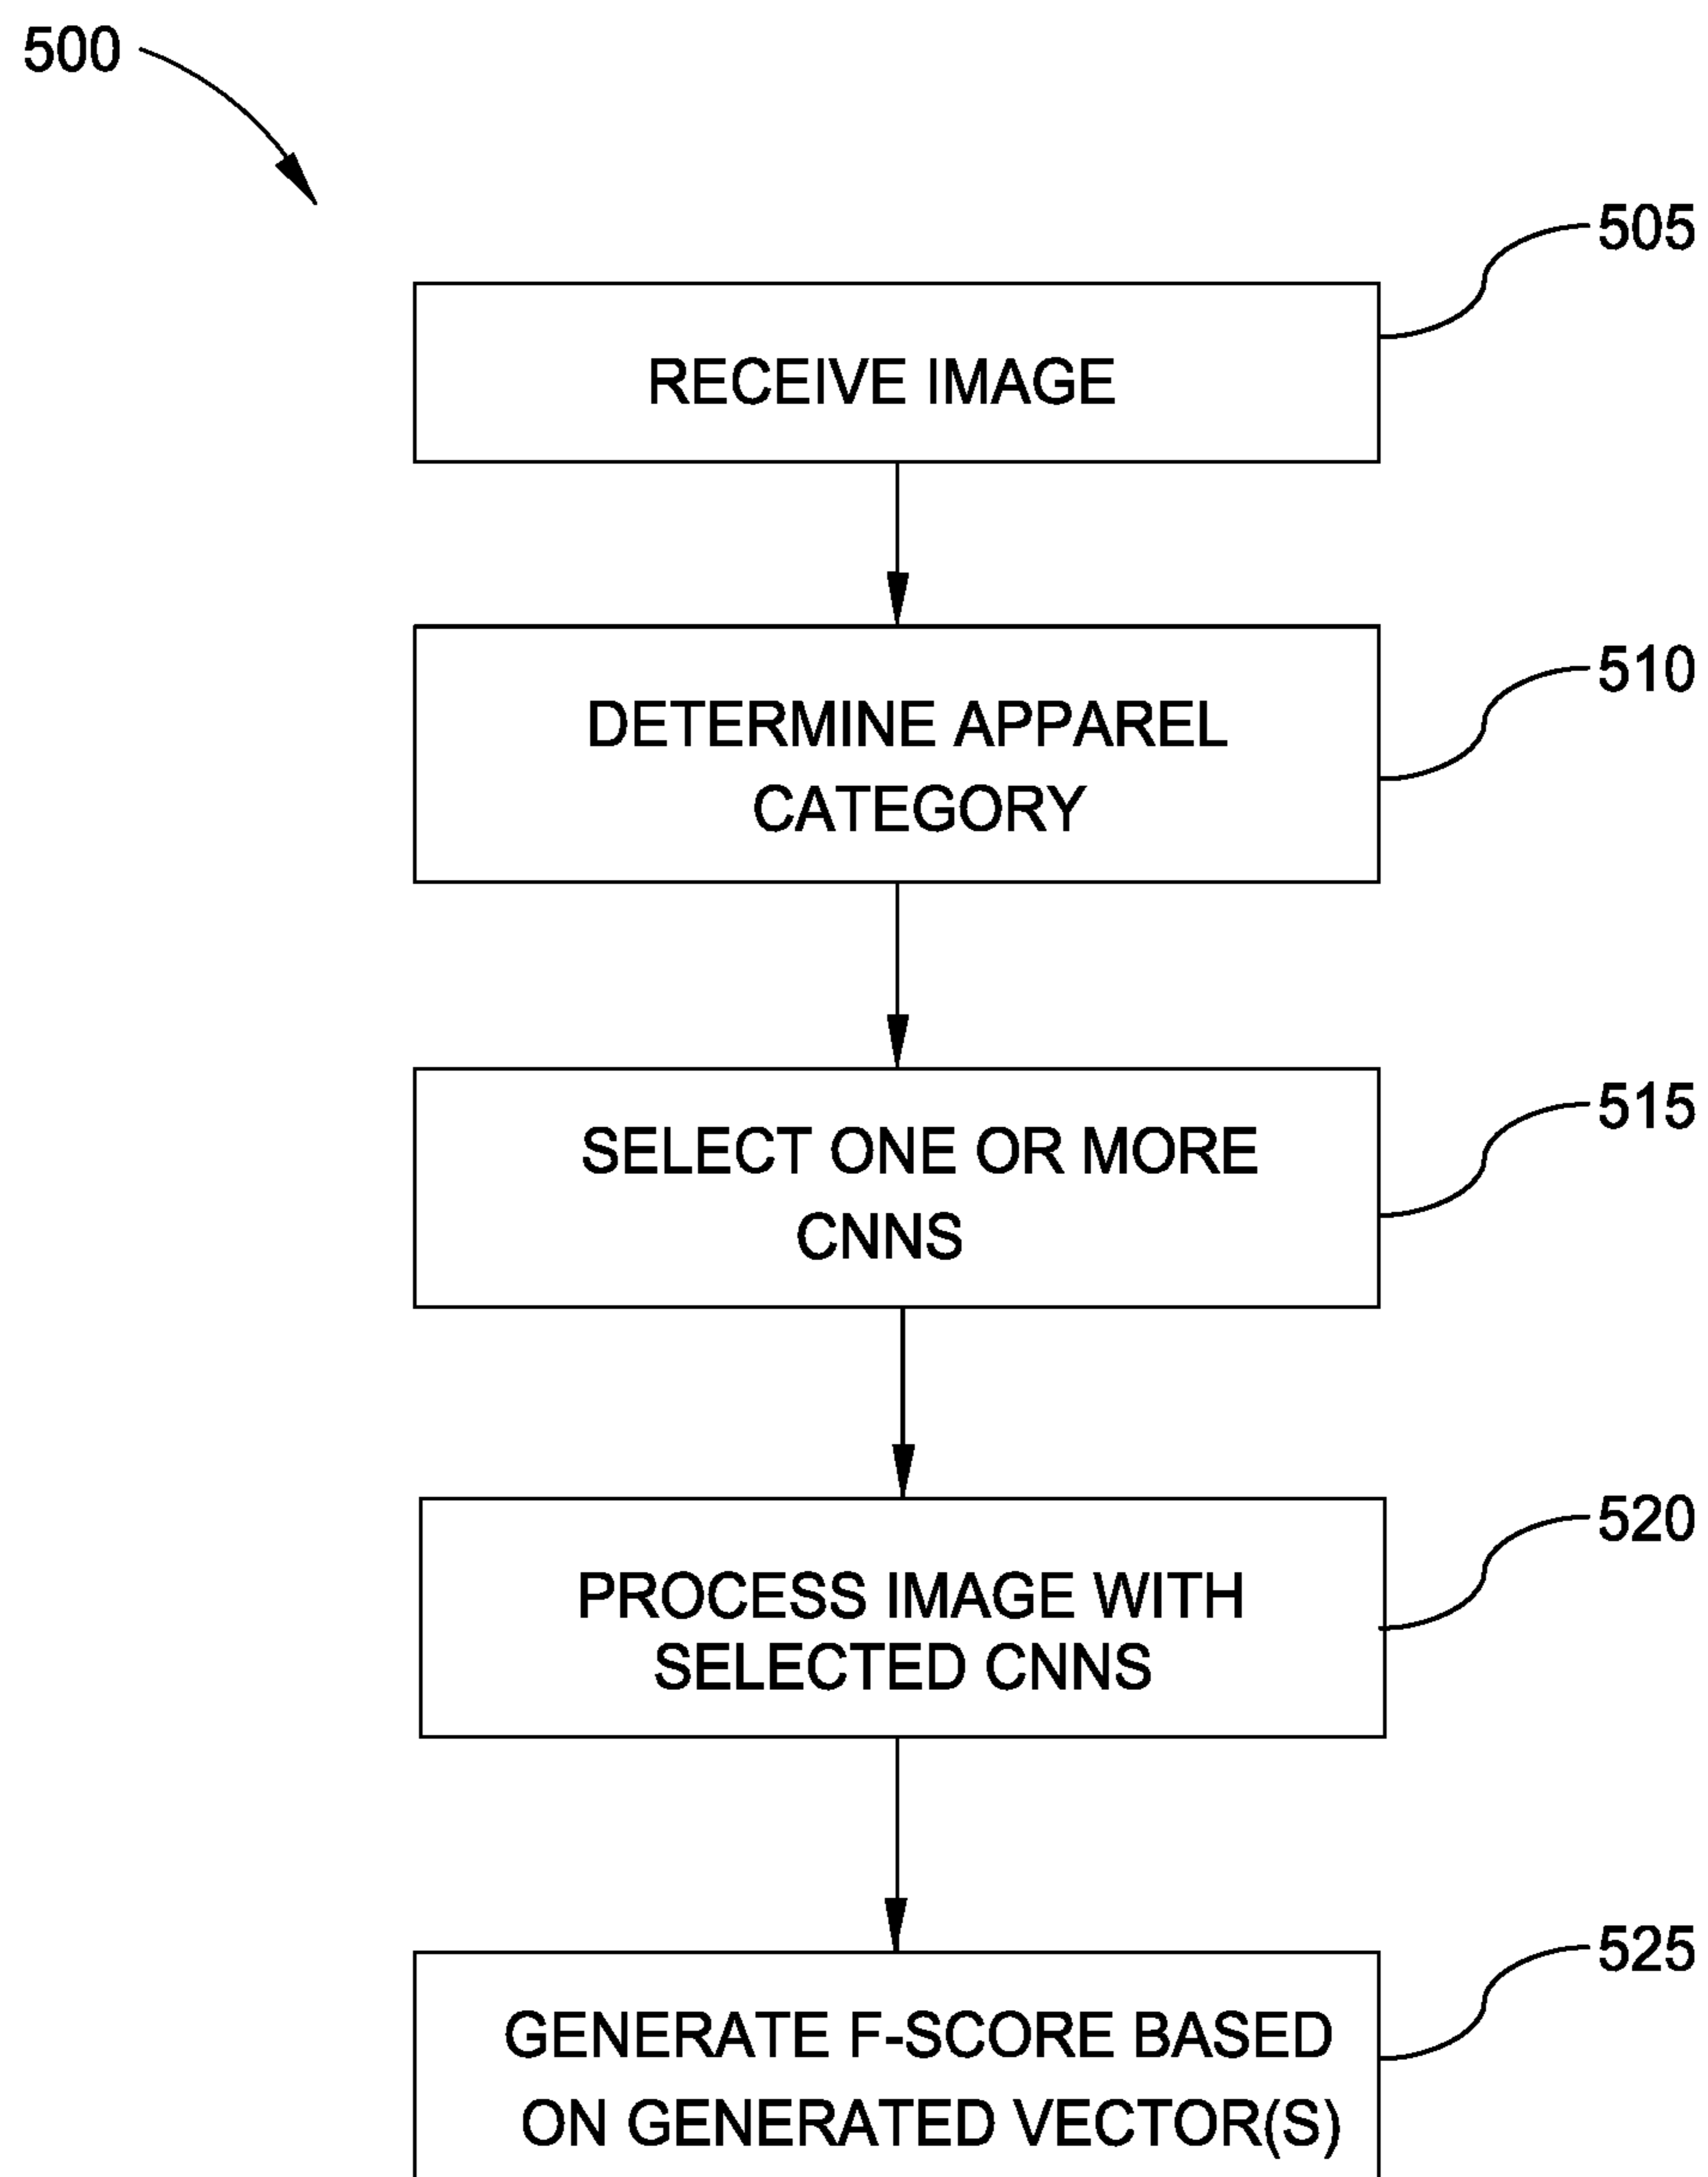 500
505
RECEIVE IMAGE
510
DETERMINE APPAREL
CATEGORY
515
SELECT ONE OR MORE
CNNS
520
PROCESS IMAGE WITH
SELECTED CNNS
525
GENERATE F-SCORE BASED
ON GENERATED VECTOR(S)